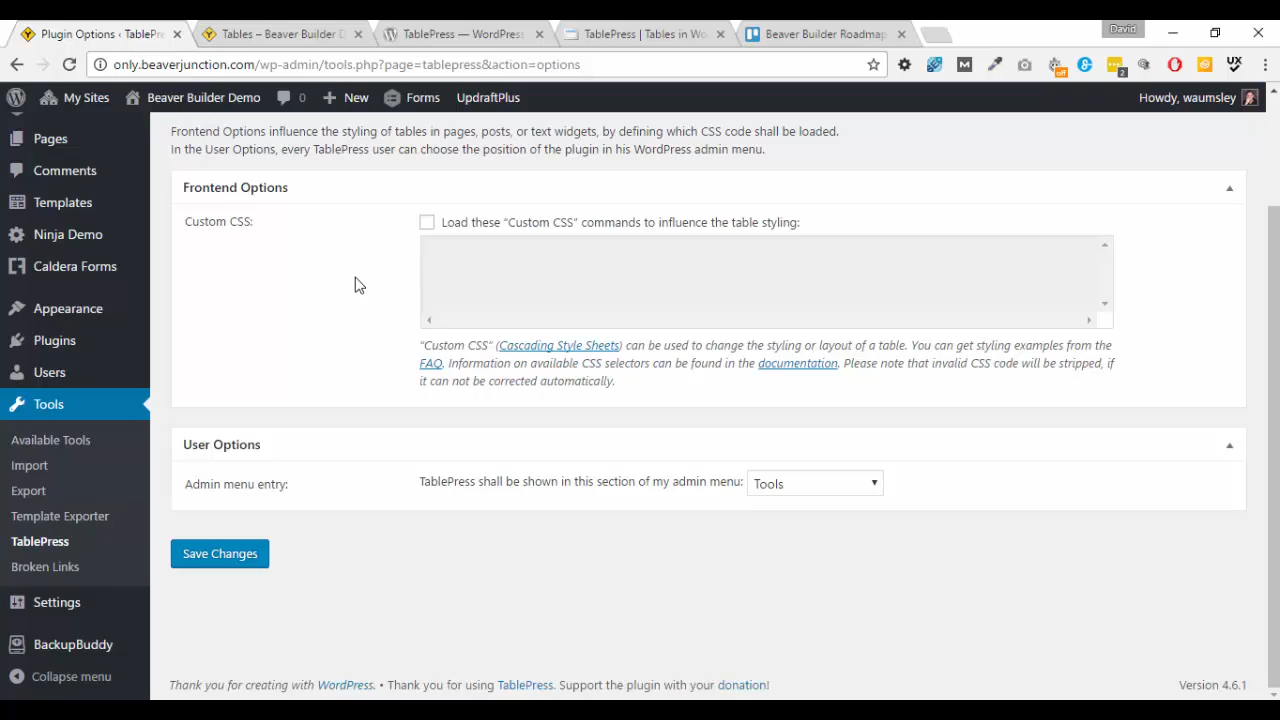 Plugin Options ‹ TablePre
Tables – Beaver Builder D
TablePress — WordPress
TablePress | Tables in Wo
Beaver Builder Roadmap
David
only.beaverjunction.com/wp-admin/tools.php?page=tablepress&action=options
off
2
UX
My Sites
Beaver Builder Demo
0
New
Forms
UpdraftPlus
Howdy, waumsley
Pages
Comments
Templates
Ninja Demo
Caldera Forms
Appearance
Plugins
Users
Tools
Available Tools
Import
Export
Template Exporter
TablePress
Broken Links
Settings
BackupBuddy
Collapse menu
Frontend Options influence the styling of tables in pages, posts, or text widgets, by defining which CSS code shall be loaded.
In the User Options, every TablePress user can choose the position of the plugin in his WordPress admin menu.
Frontend Options
Custom CSS:
Load these “Custom CSS” commands to influence the table styling:
“Custom CSS” (Cascading Style Sheets) can be used to change the styling or layout of a table. You can get styling examples from the
FAQ. Information on available CSS selectors can be found in the documentation. Please note that invalid CSS code will be stripped, if
it can not be corrected automatically.
User Options
Admin menu entry:
TablePress shall be shown in this section of my admin menu:
Tools
Save Changes
Thank you for creating with WordPress. • Thank you for using TablePress. Support the plugin with your donation!
Version 4.6.1